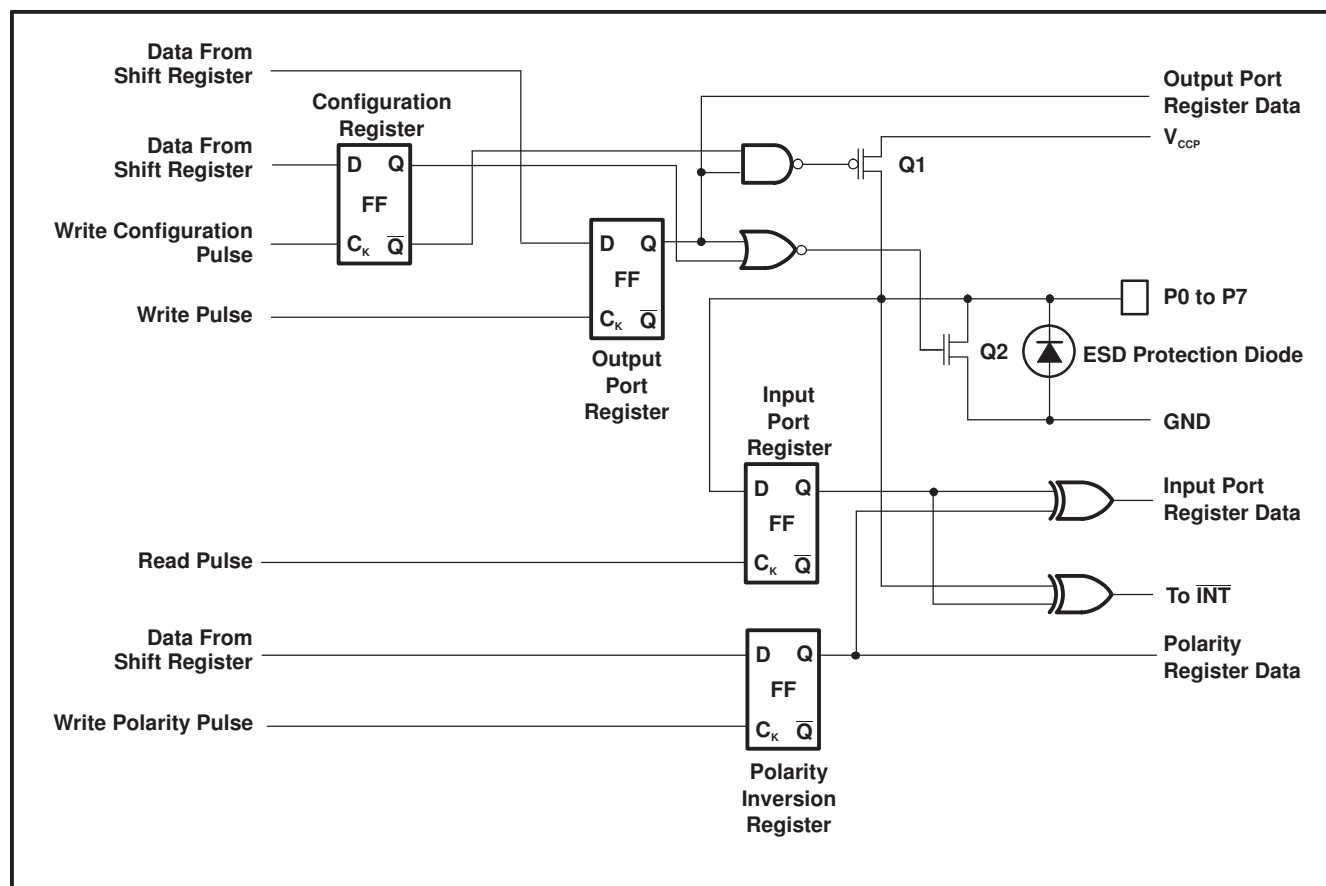 Data From
Shift Register
Configuration
Register
Data From
Shift Register
D Q
FF
C_K Q̅
Write Configuration
Pulse
Write Pulse
D Q
FF
C_K Q̅
Output
Port
Register
Output Port
Register Data
V_CCP
Q1
P0 to P7
Q2
ESD Protection Diode
GND
Input
Port
Register
D Q
FF
C_K Q̅
Read Pulse
Input Port
Register Data
To I̅N̅T̅
Data From
Shift Register
D Q
FF
C_K Q̅
Write Polarity Pulse
Polarity
Register Data
Polarity
Inversion
Register